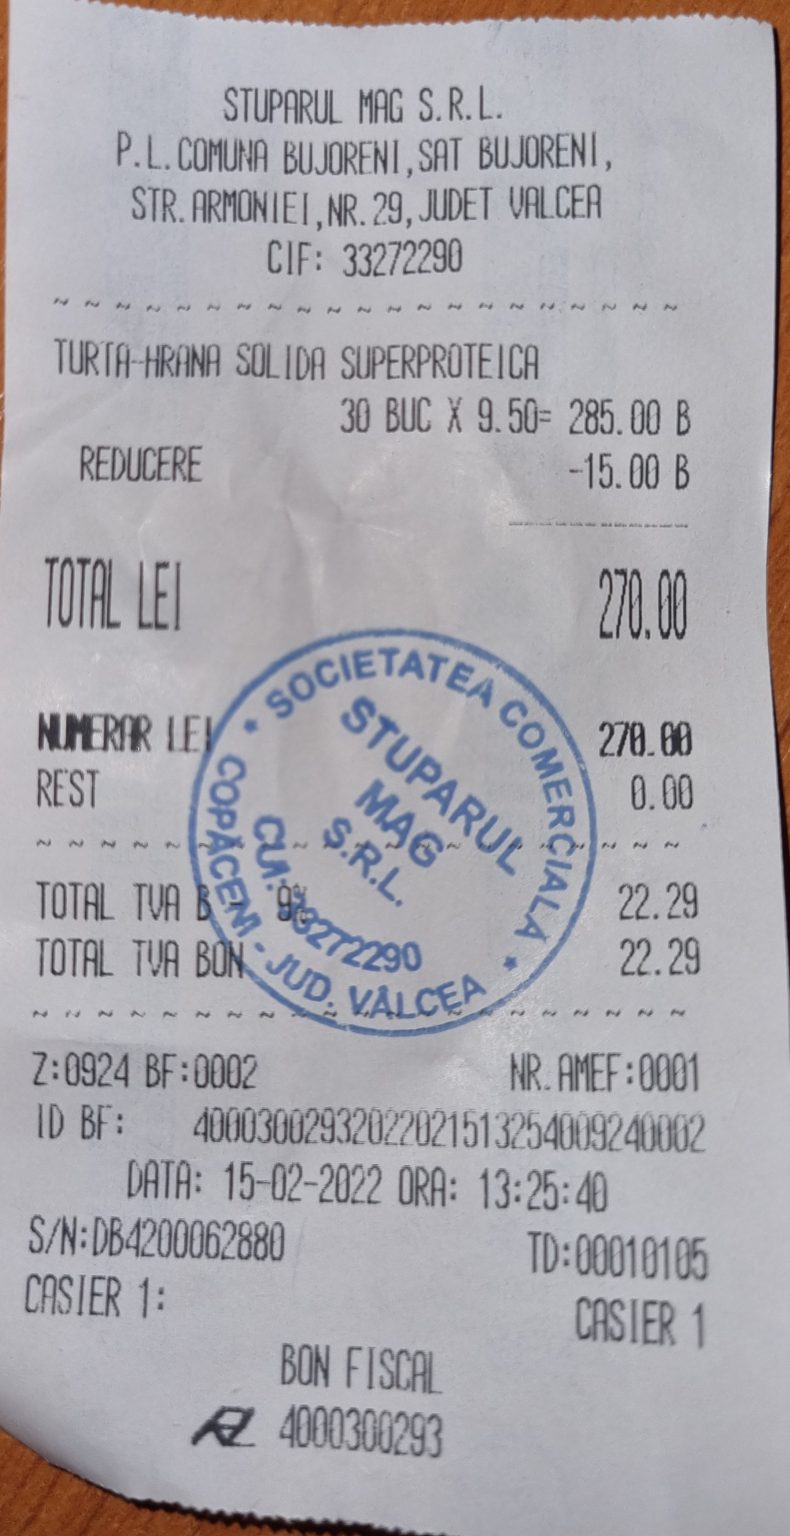 STUPARUL MAG S.R.L.
P.L.COMUNA BUJORENI,SAT BUJORENI,
STR.ARMONIEI,NR.29,JUDET VALCEA
CIF: 33272290
~ ~ ~ ~ ~ ~ ~ ~ ~ ~ ~ ~ ~ ~ ~ ~ ~ ~ ~ ~ ~
TURTA-HRANA SOLIDA SUPERPROTEICA
30 BUC X 9.50= 285.00 B
REDUCERE -15.00 B
TOTAL LEI 270.00
NUMERAR LEI 270.00
REST 0.00
~ ~ ~ ~ ~ ~ ~ ~ ~ ~ ~ ~ ~ ~ ~ ~ ~ ~ ~ ~ ~
TOTAL TVA B - 9% 22.29
TOTAL TVA BON 22.29
~ ~ ~ ~ ~ ~ ~ ~ ~ ~ ~ ~ ~ ~ ~ ~ ~ ~ ~ ~ ~
* SOCIETATEA COMERCIALĂ *
STUPARUL
MAG
S.R.L.
CUI: 33272290
COPĂCENI - JUD. VÂLCEA
Z:0924 BF:0002 NR.AMEF:0001
ID BF: 40003002932022021513254009240002
DATA: 15-02-2022 ORA: 13:25:40
S/N:DB4200062880 TD:00010105
CASIER 1: CASIER 1
BON FISCAL
4000300293